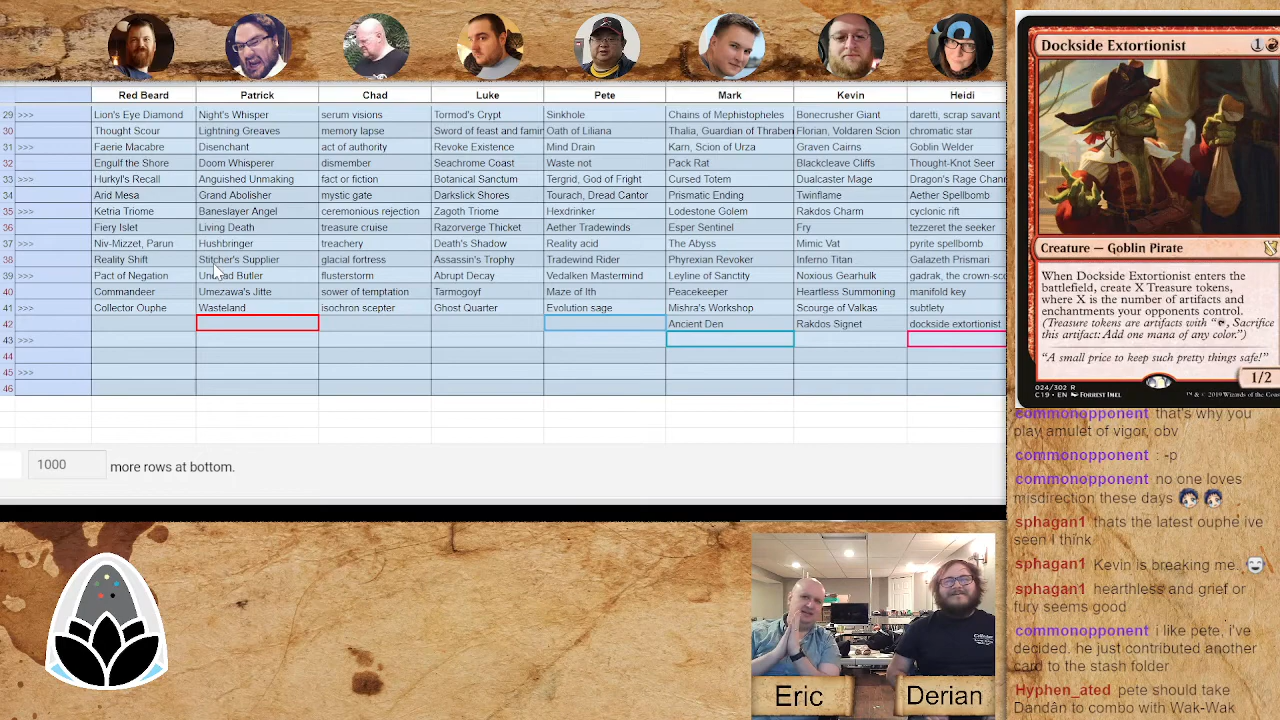 Red Beard Patrick Chad Luke Pete Mark Kevin Heidi
29 >>> Lion's Eye Diamond Night's Whisper serum visions Tormod's Crypt Sinkhole Chains of Mephistopheles Bonecrusher Giant daretti, scrap savant
30 Thought Scour Lightning Greaves memory lapse Sword of feast and famin Oath of Liliana Thalia, Guardian of Thraben Florian, Voldaren Scion chromatic star
31 >>> Faerie Macabre Disenchant act of authority Revoke Existence Mind Drain Karn, Scion of Urza Graven Cairns Goblin Welder
32 Engulf the Shore Doom Whisperer dismember Seachrome Coast Waste not Pack Rat Blackcleave Cliffs Thought-Knot Seer
33 >>> Hurkyl's Recall Anguished Unmaking fact or fiction Botanical Sanctum Tergrid, God of Fright Cursed Totem Dualcaster Mage Dragon's Rage Chann
34 Arid Mesa Grand Abolisher mystic gate Darkslick Shores Tourach, Dread Cantor Prismatic Ending Twinflame Aether Spellbomb
35 >>> Ketria Triome Baneslayer Angel ceremonious rejection Zagoth Triome Hexdrinker Lodestone Golem Rakdos Charm cyclonic rift
36 Fiery Islet Living Death treasure cruise Razorverge Thicket Aether Tradewinds Esper Sentinel Fry tezzeret the seeker
37 >>> Niv-Mizzet, Parun Hushbringer treachery Death's Shadow Reality acid The Abyss Mimic Vat pyrite spellbomb
38 Reality Shift Stitcher's Supplier glacial fortress Assassin's Trophy Tradewind Rider Phyrexian Revoker Inferno Titan Galazeth Prismari
39 >>> Pact of Negation Undead Butler flusterstorm Abrupt Decay Vedalken Mastermind Leyline of Sanctity Noxious Gearhulk gadrak, the crown-sco
40 Commandeer Umezawa's Jitte tower of temptation Tarmogoyf Maze of Ith Peacekeeper Heartless Summoning manifold key
41 >>> Collector Ouphe Wasteland isochron scepter Ghost Quarter Evolution sage Mishra's Workshop Scourge of Valkas subtlety
42 Ancient Den Rakdos Signet dockside extortionist
43 >>>
44
45 >>>
46
1000 more rows at bottom.
Dockside Extortionist 1
Creature — Goblin Pirate
When Dockside Extortionist enters the
battlefield, create X Treasure tokens,
where X is the number of artifacts and
enchantments your opponents control.
(Treasure tokens are artifacts with “, Sacrifice
this artifact: Add one mana of any color.”)
“A small price to keep such pretty things safe!”
1/2
024/302 R
C19 • EN FORREST IMEL ™ & © 2019 Wizards of the Coas
commonopponent that's why you
play amulet of vigor, obv
commonopponent : -p
commonopponent no one loves
misdirection these days
sphagan1 thats the latest ouphe ive
seen I think
sphagan1 Kevin is breaking me.
sphagan1 hearthless and grief or
fury seems good
commonopponent i like pete, i've
decided. he just contributed another
card to the stash folder
Hyphen_ated pete should take
Dandân to combo with Wak-Wak
Eric Derian